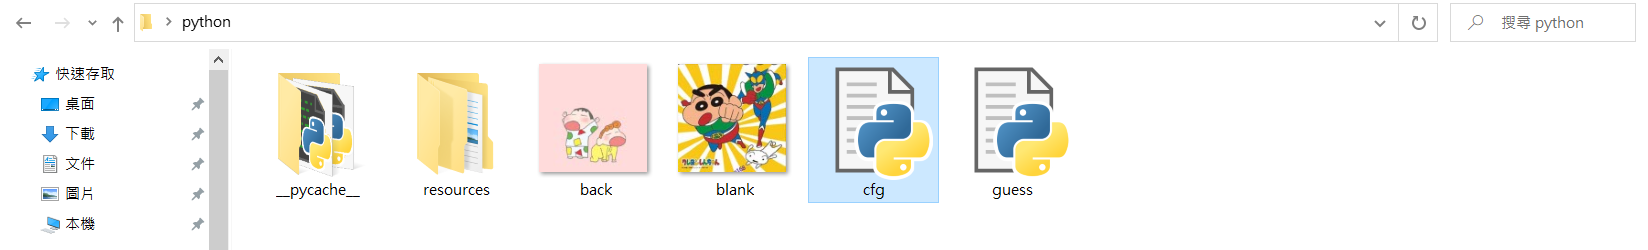 python
搜尋 python
快速存取
桌面
下載
文件
圖片
本機
__pycache__
resources
back
blank
cfg
guess